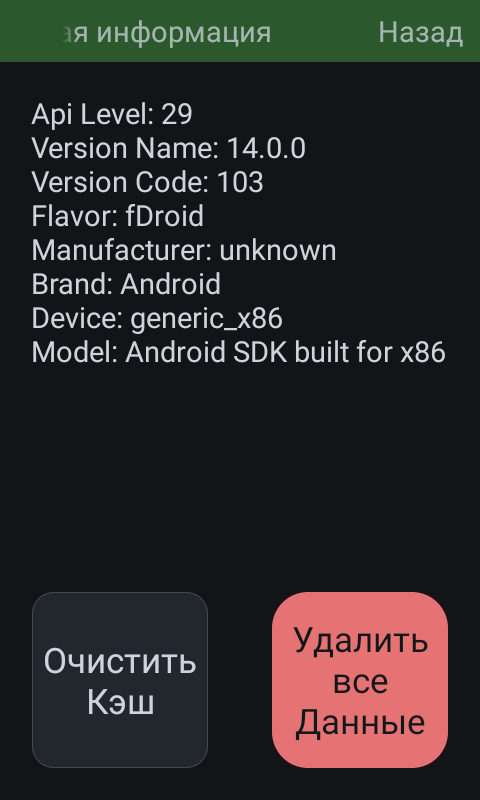 информация
Назад
Api Level: 29
Version Name: 14.0.0
Version Code: 103
Flavor: fDroid
Manufacturer: unknown
Brand: Android
Device: generic_x86
Model: Android SDK built for x86
Очистить
Кэш
Удалить
все
Данные